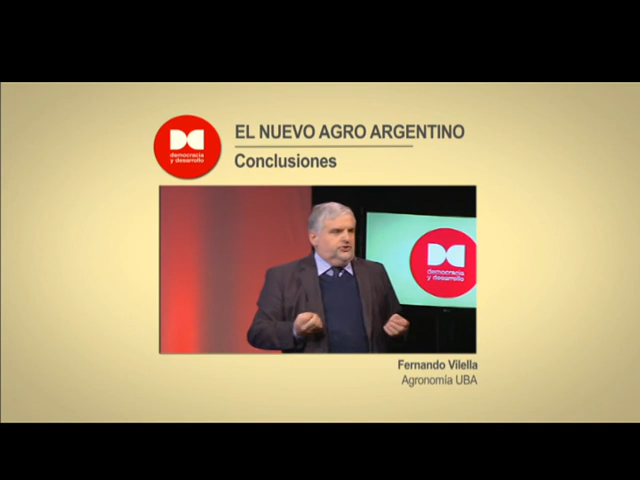 EL NUEVO AGRO ARGENTINO
democracia
y desarrollo
Conclusiones
democracia
y desarrollo
Fernando Vilella
Agronomía UBA